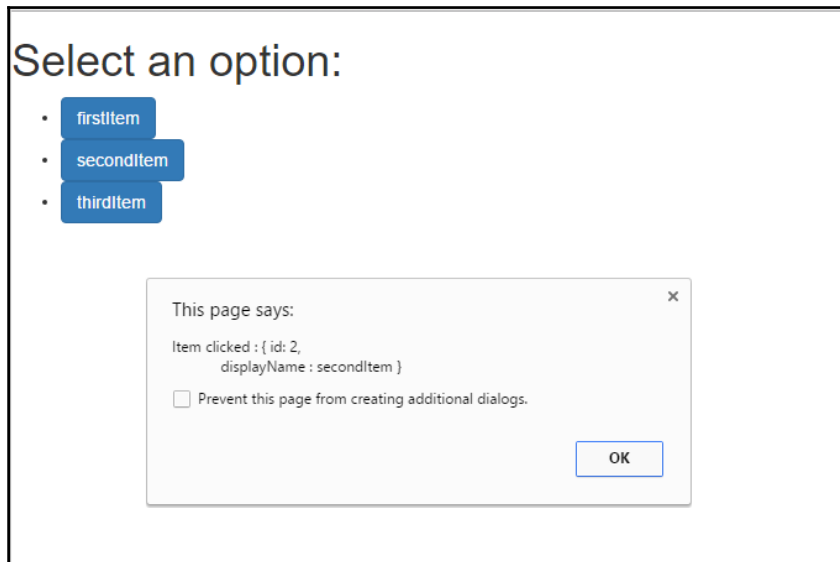 Select an option:
firstItem
secondItem
thirdItem
This page says:
Item clicked : { id: 2,
displayName : secondItem }
Prevent this page from creating additional dialogs.
OK